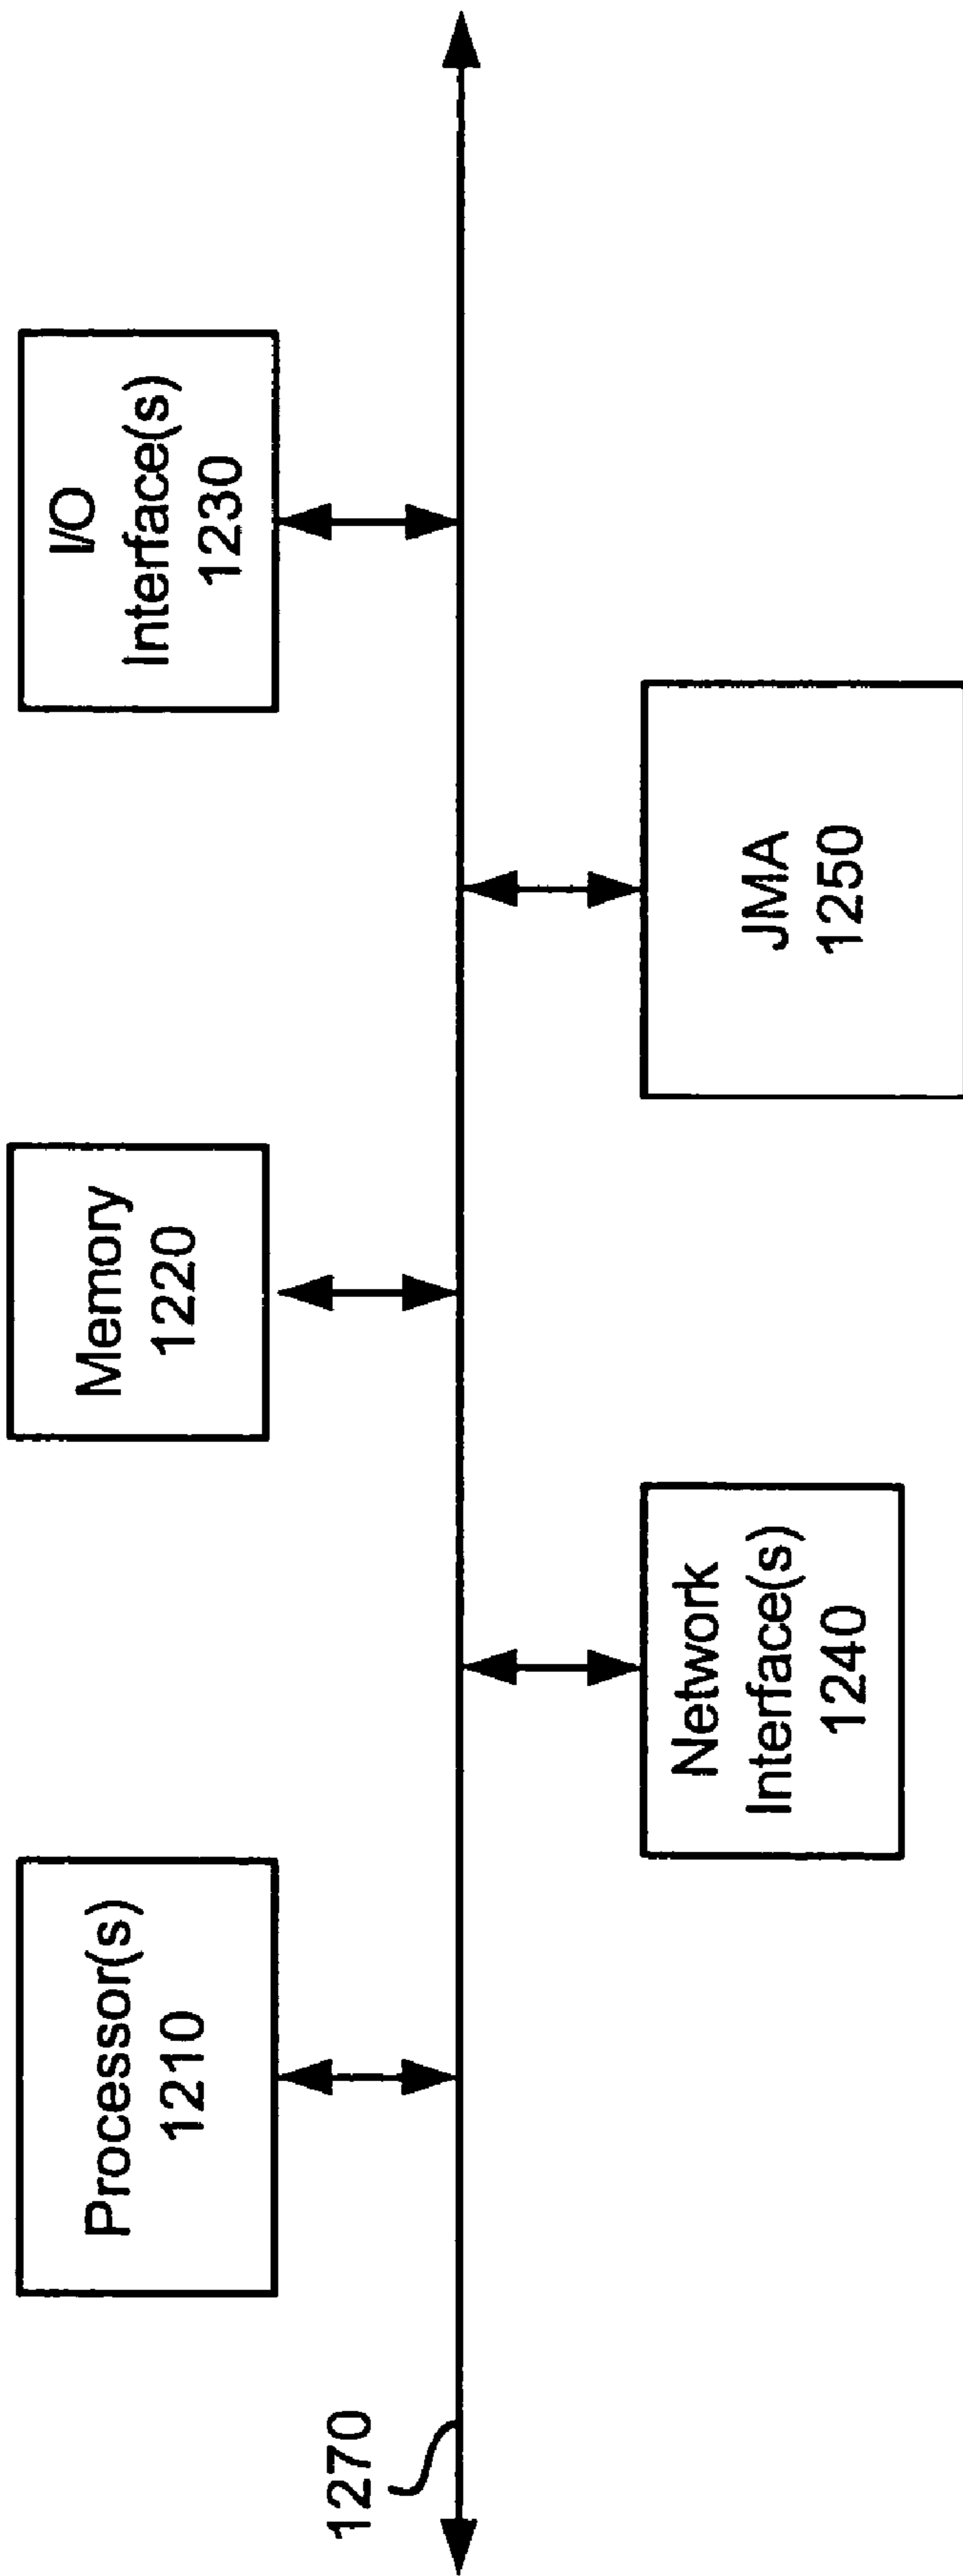 Processor(s)
1210
Memory
1220
I/O
Interface(s)
1230
1270
Network
Interface(s)
1240
JMA
1250